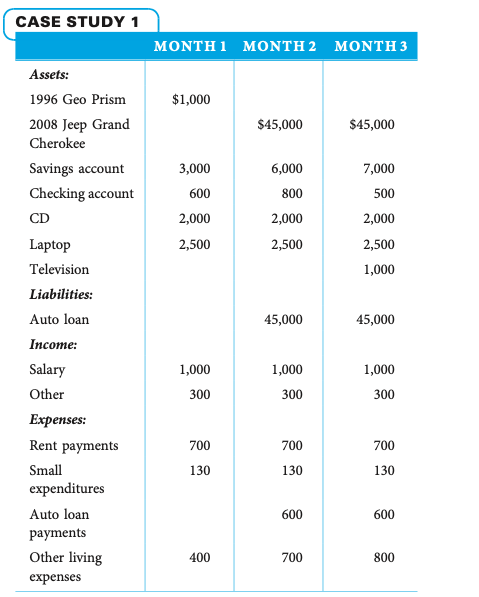 CASE STUDY 1
MONTH 1 MONTH 2 MONTH 3
Assets:
1996 Geo Prism $1,000
2008 Jeep Grand $45,000 $45,000
Cherokee
Savings account 3,000 6,000 7,000
Checking account 600 800 500
CD 2,000 2,000 2,000
Laptop 2,500 2,500 2,500
Television 1,000
Liabilities:
Auto loan 45,000 45,000
Income:
Salary 1,000 1,000 1,000
Other 300 300 300
Expenses:
Rent payments 700 700 700
Small 130 130 130
expenditures
Auto loan 600 600
payments
Other living 400 700 800
expenses